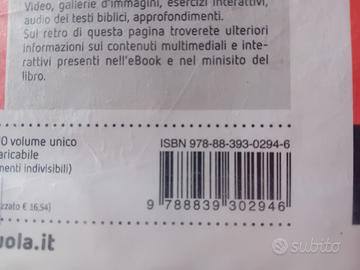 Video, gallerie d'immagini, esercizi interattivi,
audio dei testi biblici, approfondimenti.
Sul retro di questa pagina troverete ulteriori
informazioni sui contenuti multimediali e inte-
rattivi presenti nell'eBook e nel minisito del
libro.
O volume unico
aricabile
menti indivisibili)
zzato € 16,54)
uola.it
ISBN 978-88-393-0294-6
9 788839 302946
subito